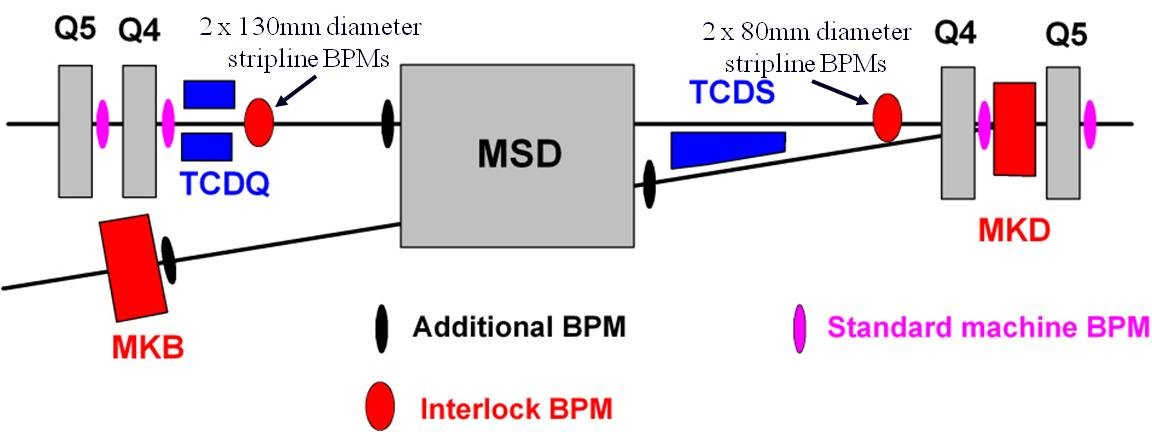 Q5 Q4
2 x 130mm diameter
stripline BPMs
2 x 80mm diameter
stripline BPMs
Q4
Q5
TCDS
MSD
TCDQ
MKD
MKB
Additional BPM
Standard machine BPM
Interlock BPM